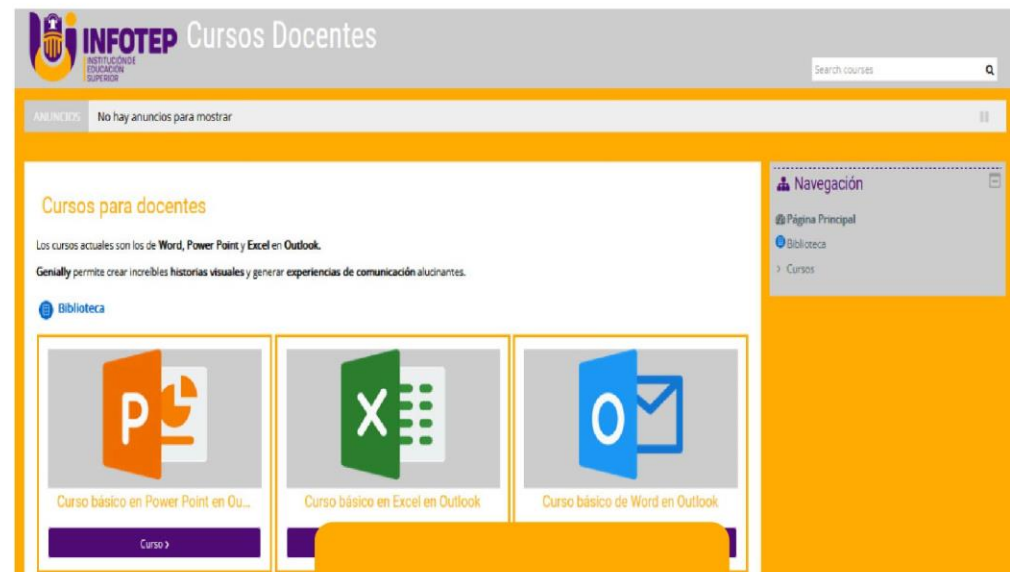 INFOTEP Cursos Docentes
INSTITUCIÓN DE
EDUCACIÓN
SUPERIOR
Search courses
ANUNCIOS No hay anuncios para mostrar
Navegación
Cursos para docentes
Página Principal
Los cursos actuales son los de Word, Power Point y Excel en Outlook.
Biblioteca
Genially permite crear increíbles historias visuales y generar experiencias de comunicación alucinantes.
> Cursos
Biblioteca
P
X
O
Curso básico en Power Point en Ou...
Curso básico en Excel en Outlook
Curso básico de Word en Outlook
Curso >